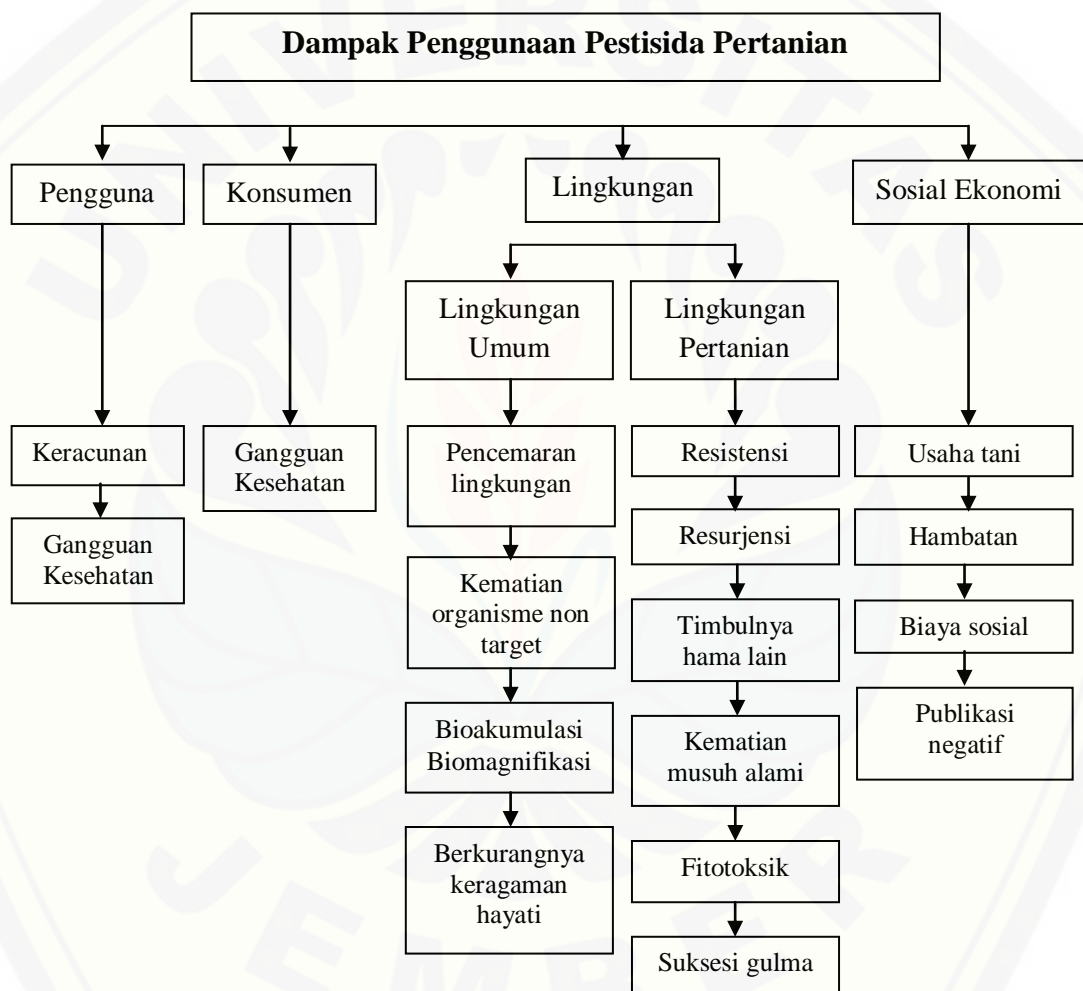 Dampak Penggunaan Pestisida Pertanian
Pengguna
Konsumen
Lingkungan
Sosial Ekonomi
Lingkungan
Umum
Lingkungan
Pertanian
Keracunan
Gangguan
Kesehatan
Gangguan
Kesehatan
Pencemaran
lingkungan
Kematian
organisme non
target
Bioakumulasi
Biomagnifikasi
Berkurangnya
keragaman
hayati
Resistensi
Resurjensi
Timbulnya
hama lain
Kematian
musuh alami
Fitotoksik
Suksesi gulma
Usaha tani
Hambatan
Biaya sosial
Publikasi
negatif
UNIVERSITAS
JEMBER